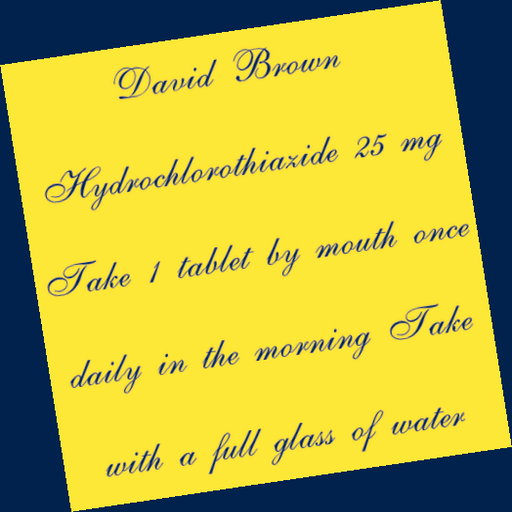 David Brown
Hydrochlorothiazide 25 mg
Take 1 tablet by mouth once
daily in the morning Take
with a full glass of water